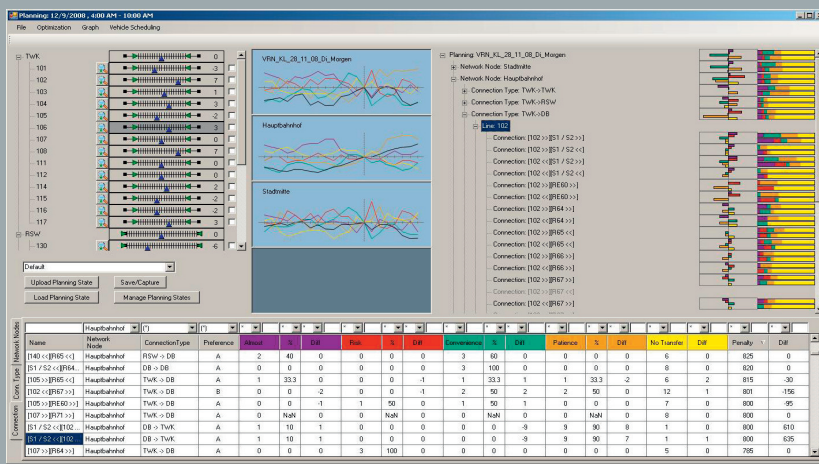 Planning: 12/9/2008 , 4:00 AM - 10:00 AM
File Optimization Graph Vehicle Scheduling
TWK 0
101 -3
102 7
103 1
104 3
105 -2
106 3
107 0
108 7
111 0
112 0
114 2
115 -2
116 -2
117 3
RSW 0
130 -6
Default
Upload Planning State Save/Capture
Load Planning State Manage Planning States
VRN_KL_28_11_08_Di_Morgen
Hauptbahnhof
Stadtmitte
Planning: VRN_KL_28_11_08_Di_Morgen
Network Node: Stadtmitte
Network Node: Hauptbahnhof
Connection Type: TWK->TWK
Connection Type: TWK->RSW
Connection Type: TWK->DB
Line: 102
Connection: [102 >>][S1 / S2 >>]
Connection: [102 >>][S1 / S2 <<]
Connection: [102 <<][S1 / S2 >>]
Connection: [102 <<][S1 / S2 <<]
Connection: [102 >>][RE60 >>]
Connection: [102 <<][RE60 >>]
Connection: [102 >>][R64 >>]
Connection: [102 <<][R64 >>]
Connection: [102 >>][R65 <<]
Connection: [102 <<][R65 <<]
Connection: [102 >>][R66 >>]
Connection: [102 <<][R66 >>]
Connection: [102 >>][R67 >>]
Connection: [102 <<][R67 <<]
Connection: [102 <<][R67 >>]
Network Nodes
Conn. Type
Connection
Hauptbahnhof (*) (*) * * * * * * * * * * * * * * * *
Name Network Node ConnectionType Preference Almost % Diff Risk % Diff Convenience % Diff Patience % Diff No Transfer Diff Penalty Diff
[140 <<][R65 <<] Hauptbahnhof RSW -> DB A 2 40 0 0 0 0 3 60 0 0 0 0 6 0 825 0
[S1 / S2 <<][R64... Hauptbahnhof DB -> DB A 0 0 0 0 0 0 3 100 0 0 0 0 8 0 820 0
[105 >>][R65 <<] Hauptbahnhof TWK -> DB A 1 33.3 1 0 0 -1 1 33.3 1 1 33.3 -2 6 2 815 -30
[102 <<][R67 >>] Hauptbahnhof TWK -> DB B 0 0 -2 0 0 -1 2 50 2 2 50 0 12 1 801 -156
[105 >>][RE60 >>] Hauptbahnhof TWK -> DB A 0 0 -1 1 50 0 1 50 1 0 0 0 7 0 800 -95
[107 >>][R71 >>] Hauptbahnhof TWK -> DB A 0 NaN 0 0 NaN 0 0 NaN 0 0 NaN 0 8 0 800 0
[S1 / S2 <<][102... Hauptbahnhof DB -> TWK A 1 10 1 0 0 0 0 0 -9 9 90 8 1 0 800 610
[S1 / S2 <<][102... Hauptbahnhof DB -> TWK A 1 10 1 0 0 0 0 0 -9 9 90 7 1 1 800 635
[107 >>][R64 >>] Hauptbahnhof TWK -> DB A 0 0 0 3 100 0 0 0 0 0 0 0 5 0 765 0